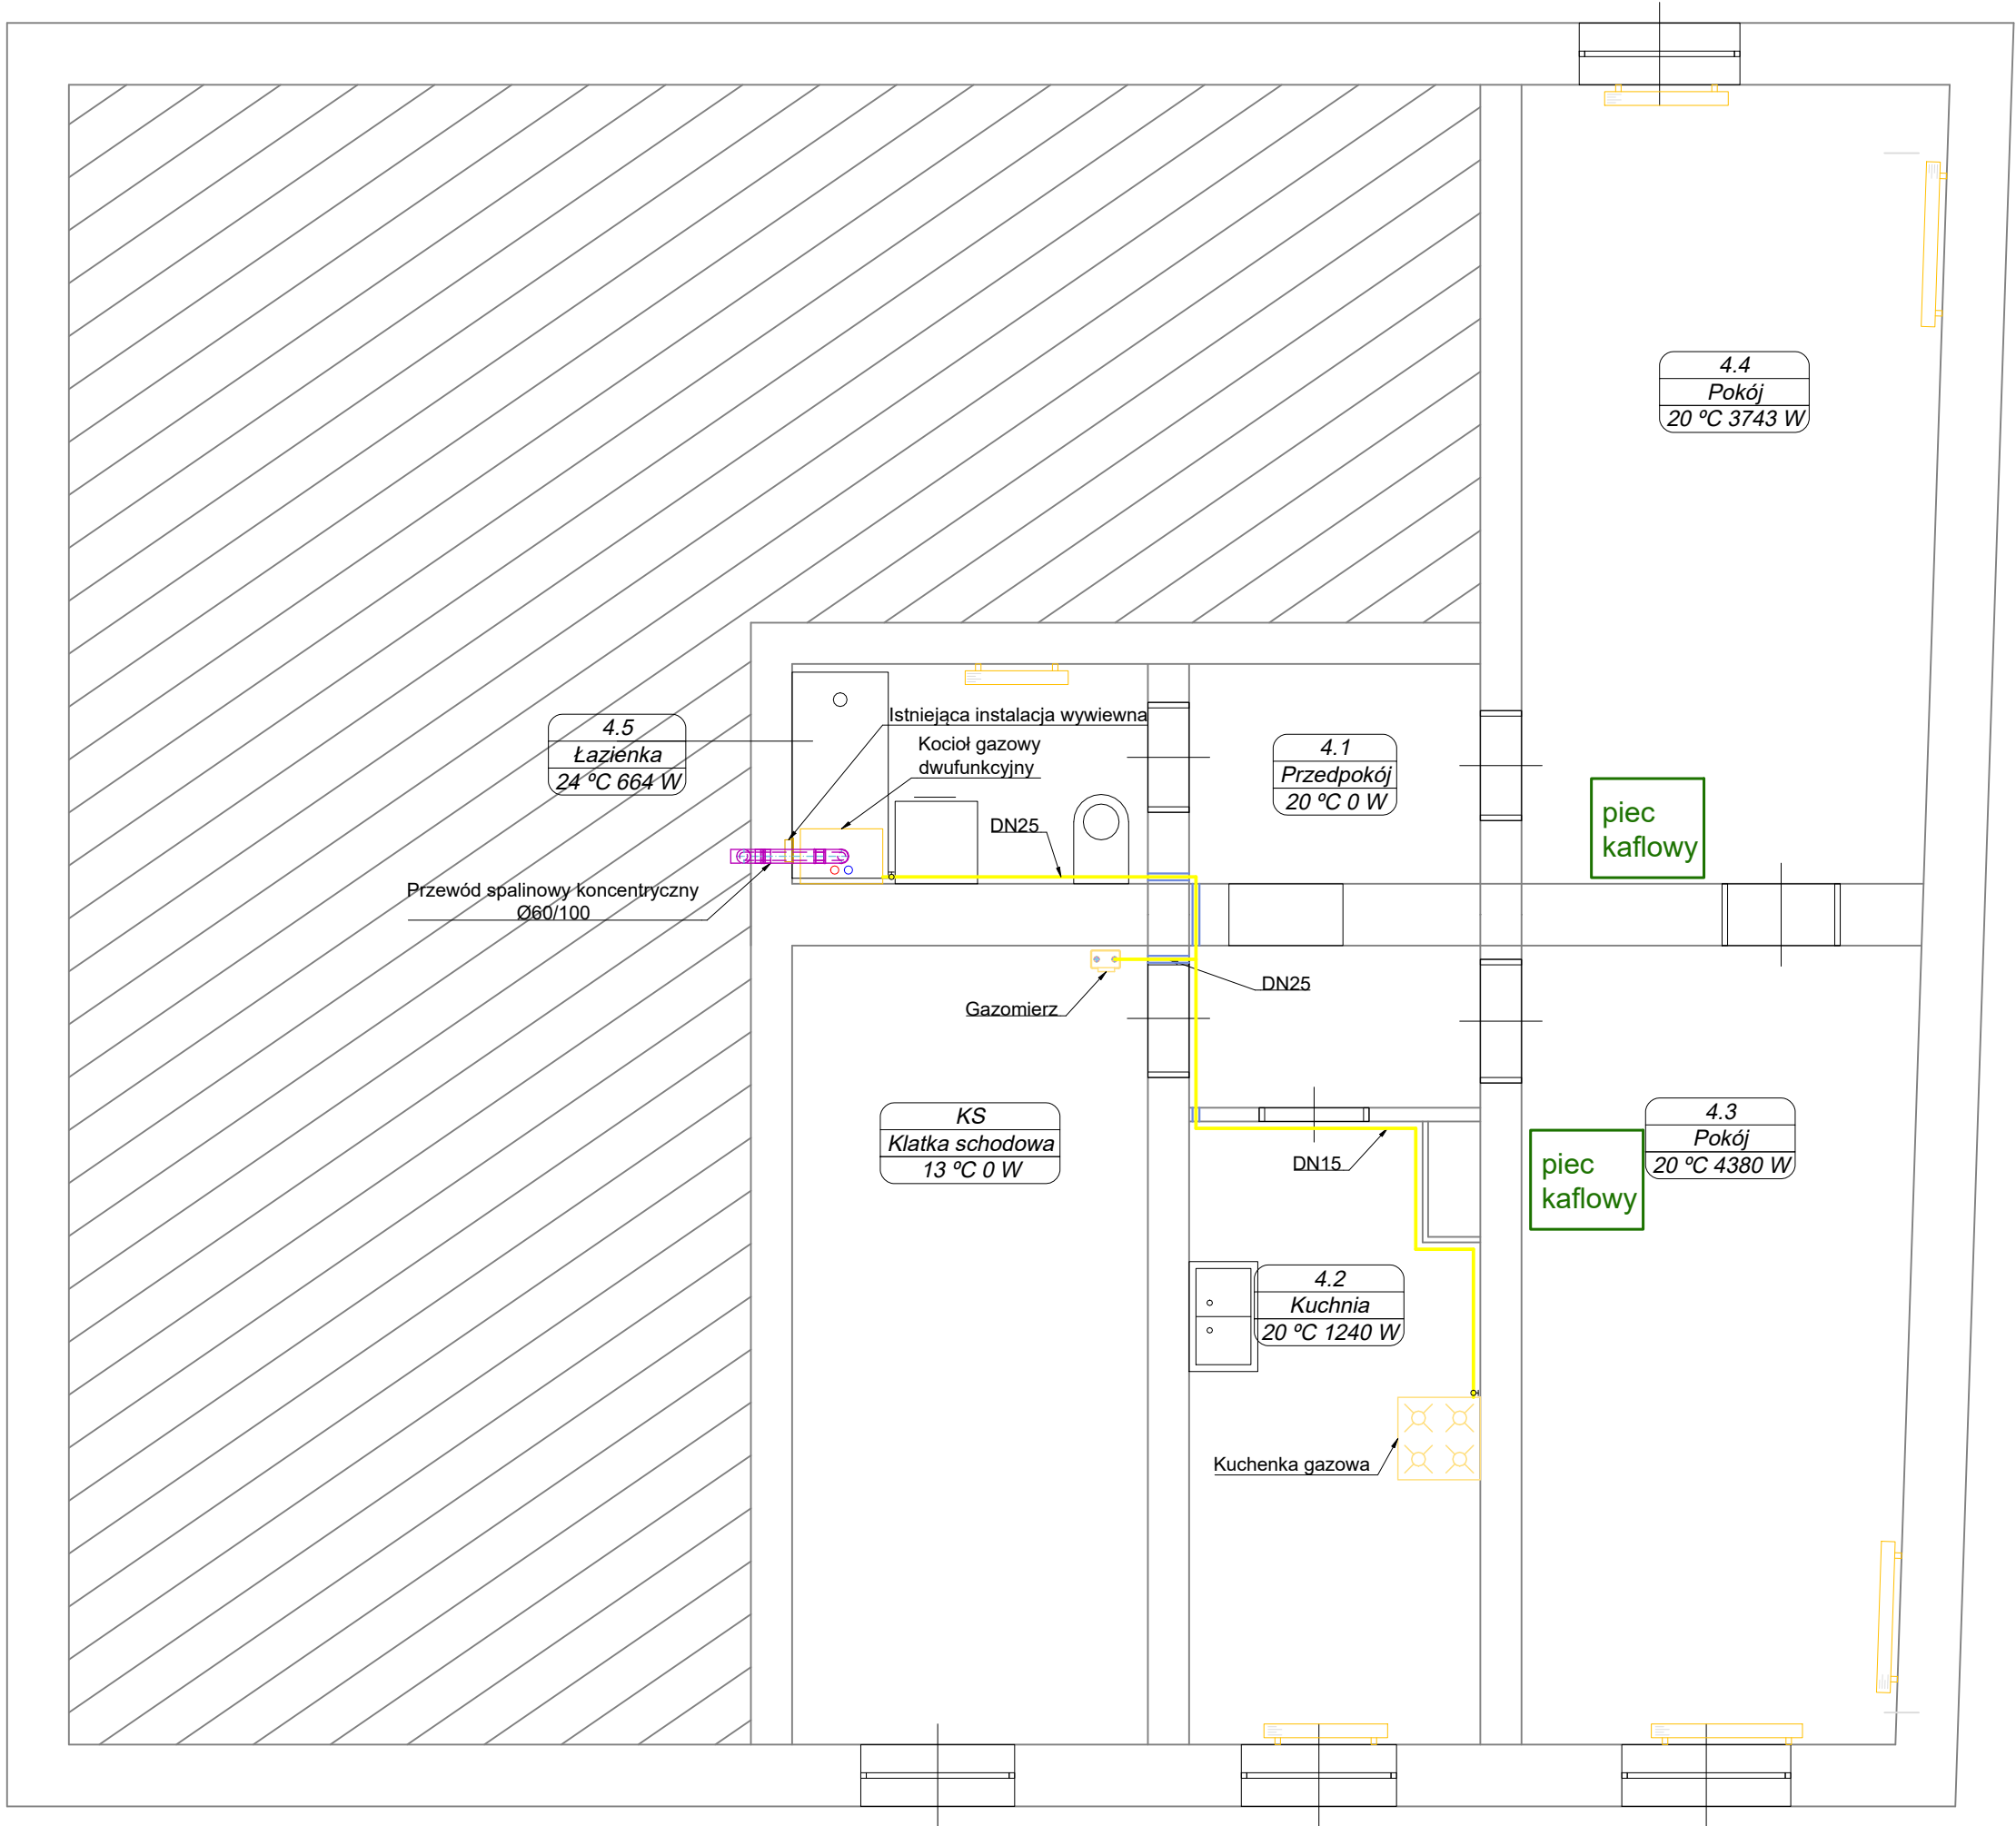 4.4
Pokój
20 ºC 3743 W
4.5
Łazienka
24 ºC 664 W
Istniejąca instalacja wywiewna
Kocioł gazowy
dwufunkcyjny
4.1
Przedpokój
20 ºC 0 W
piec
kaflowy
DN25
Przewód spalinowy koncentryczny
Ø60/100
DN25
Gazomierz
KS
Klatka schodowa
13 ºC 0 W
DN15
piec
kaflowy
4.3
Pokój
20 ºC 4380 W
4.2
Kuchnia
20 ºC 1240 W
Kuchenka gazowa